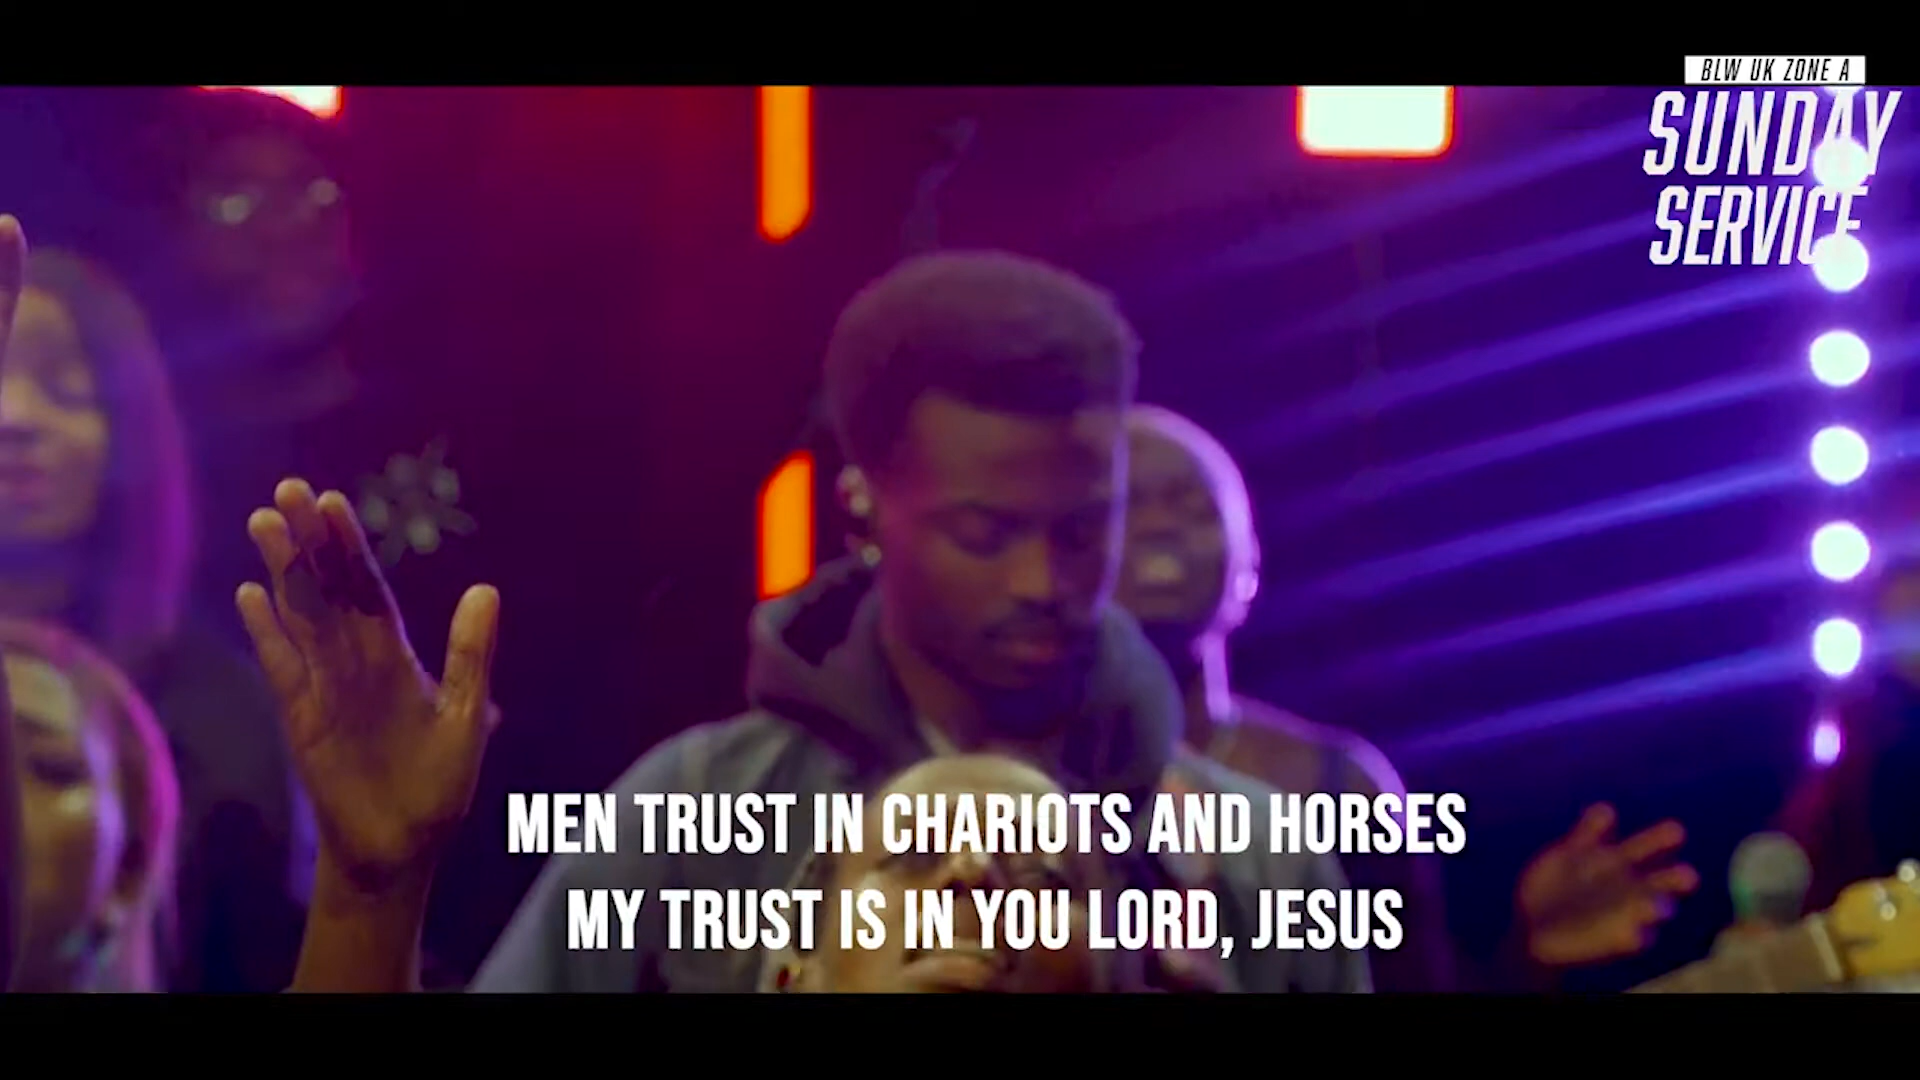 BLW UK ZONE A
SUNDAY
SERVICE
MEN TRUST IN CHARIOTS AND HORSES
MY TRUST IS IN YOU LORD, JESUS